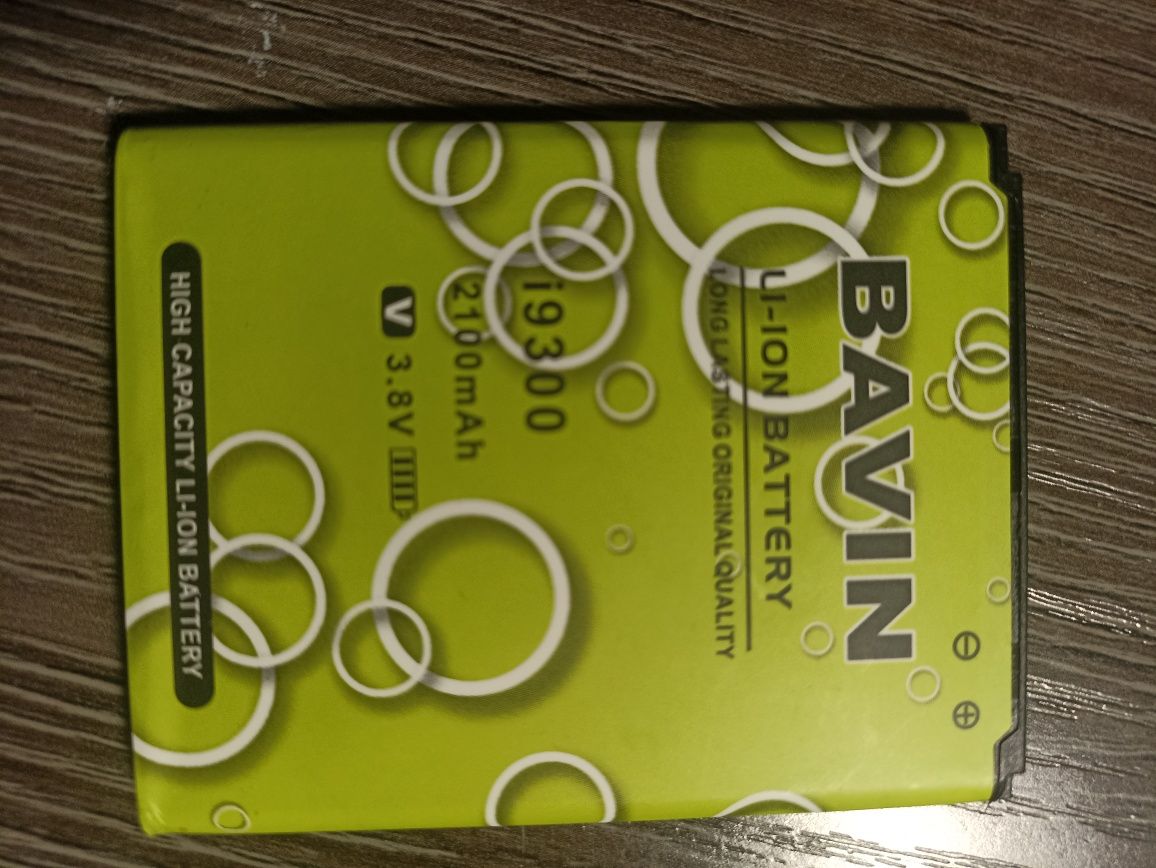 BAVIN
LI-ION BATTERY
LONG LASTING ORIGINAL QUALITY
i9300
2100mAh
V 3.8V
HIGH CAPACITY LI-ION BATTERY